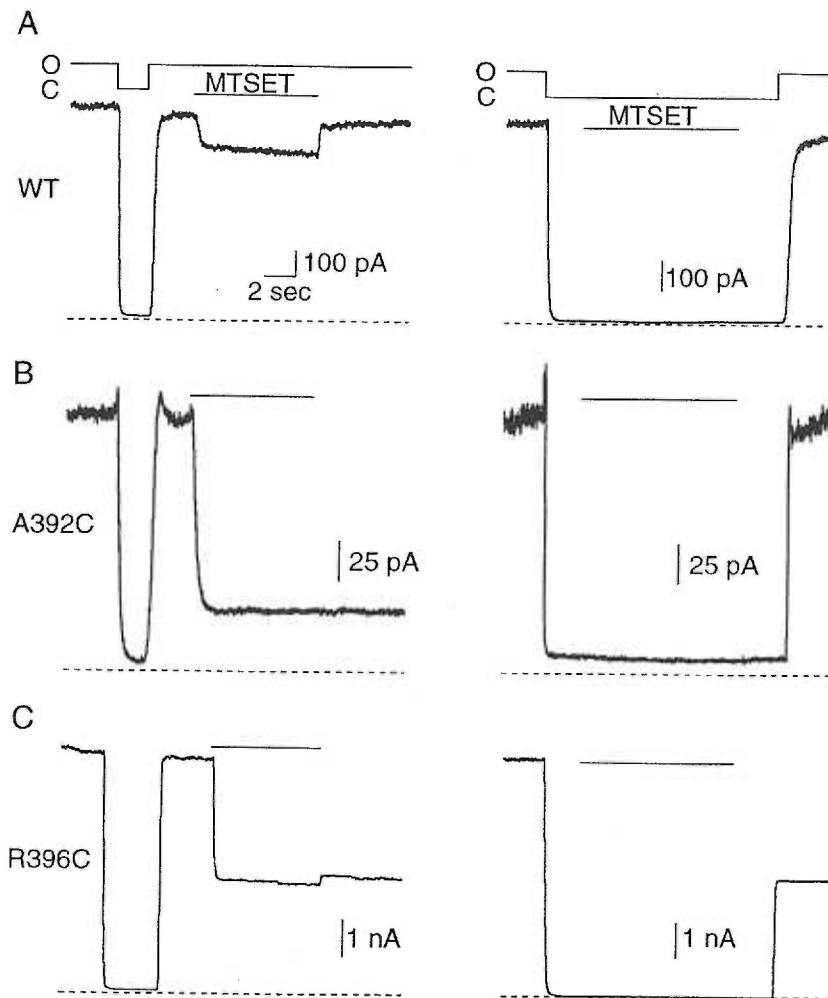 A
O
C
MTSET
WT
100 pA
2 sec
O
C
MTSET
100 pA
B
A392C
25 pA
25 pA
C
R396C
1 nA
1 nA